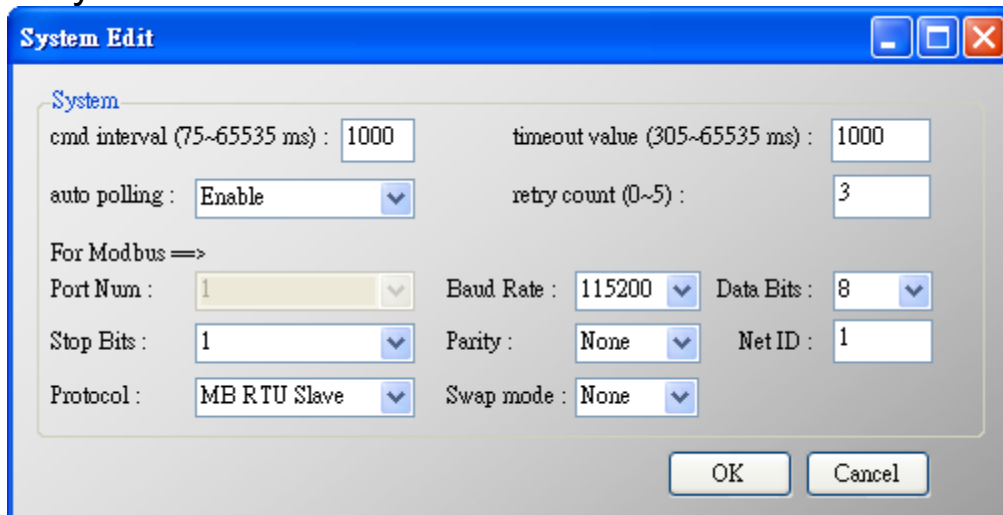 System Edit
System
cmd interval (75~65535 ms) : 1000 timeout value (305~65535 ms) : 1000
auto polling : Enable retry count (0~5) : 3
For Modbus ==>
Port Num : 1 Baud Rate : 115200 Data Bits : 8
Stop Bits : 1 Parity : None Net ID : 1
Protocol : MB RTU Slave Swap mode : None
OK Cancel